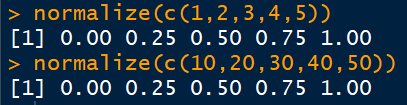 > normalize(c(1,2,3,4,5))
[1] 0.00 0.25 0.50 0.75 1.00
> normalize(c(10,20,30,40,50))
[1] 0.00 0.25 0.50 0.75 1.00